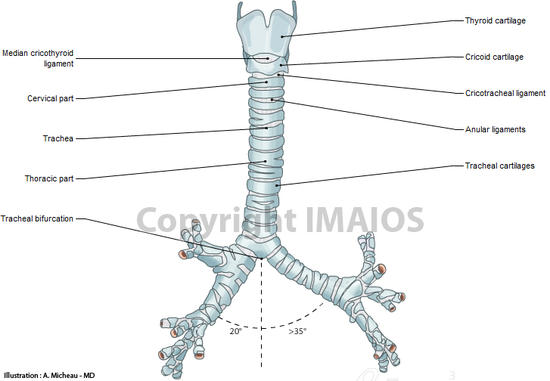 Thyroid cartilage
Median cricothyroid
ligament
Cricoid cartilage
Cricotracheal ligament
Cervical part
Anular ligaments
Trachea
Tracheal cartilages
Thoracic part
Tracheal bifurcation
Copyright IMAIOS
20°
>35°
Illustration : A. Micheau - MD
3